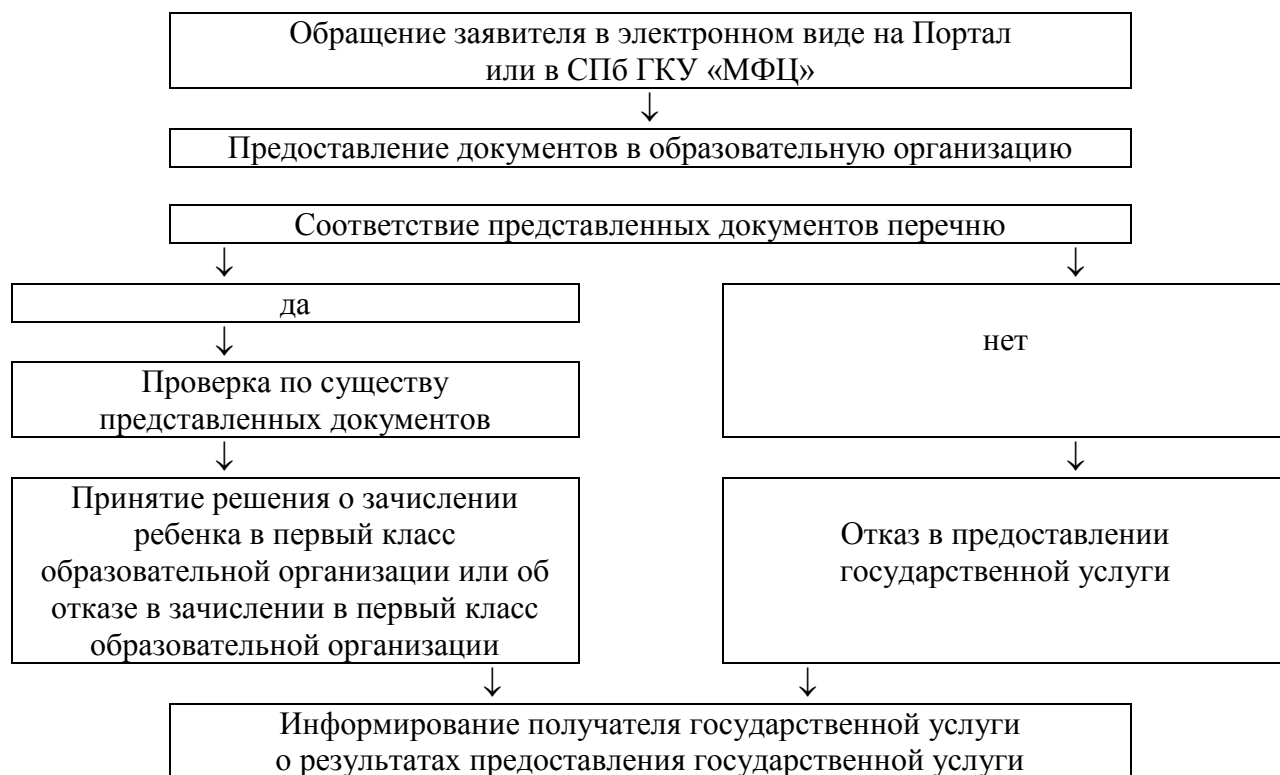 Обращение заявителя в электронном виде на Портал
или в СПб ГКУ «МФЦ»
↓
Предоставление документов в образовательную организацию
Соответствие представленных документов перечню
↓ ↓
да
нет
↓
Проверка по существу
представленных документов
↓ ↓
Принятие решения о зачислении
ребенка в первый класс
образовательной организации или об
отказе в зачислении в первый класс
образовательной организации
Отказ в предоставлении
государственной услуги
↓ ↓
Информирование получателя государственной услуги
о результатах предоставления государственной услуги